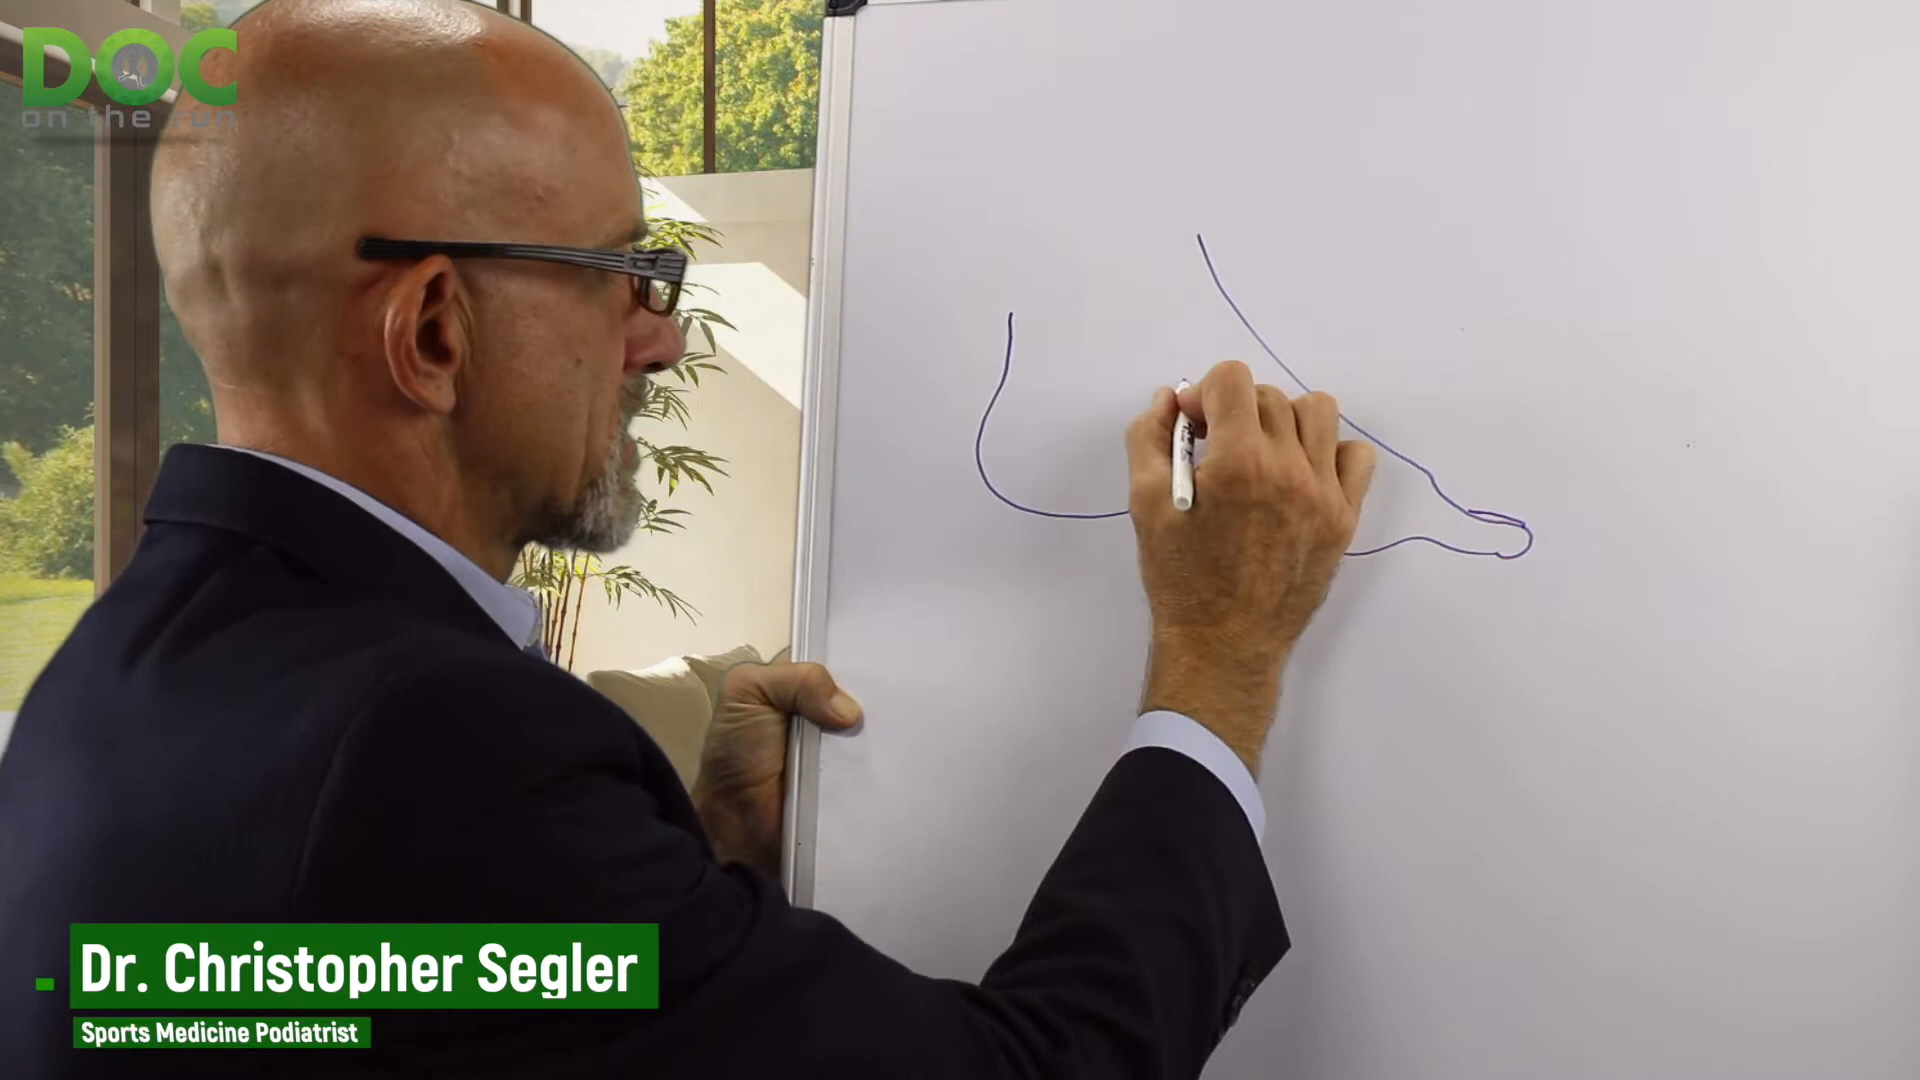 DOC
on the run
Dr. Christopher Segler
Sports Medicine Podiatrist